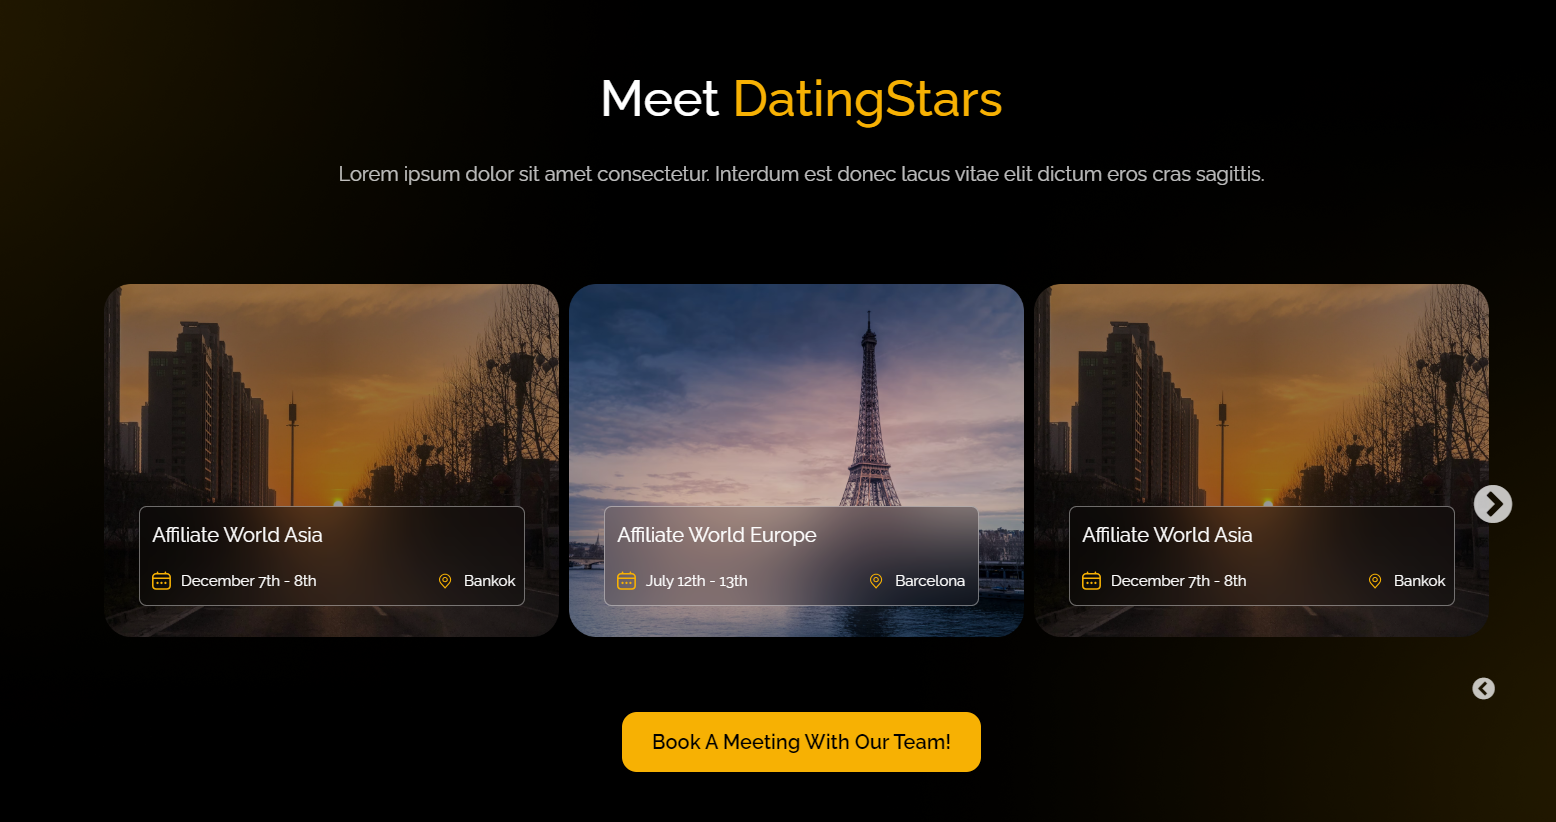 Meet DatingStars
Lorem ipsum dolor sit amet consectetur. Interdum est donec lacus vitae elit dictum eros cras sagittis.
Affiliate World Asia
December 7th - 8th
Bankok
Affiliate World Europe
July 12th - 13th
Barcelona
Affiliate World Asia
December 7th - 8th
Bankok
Book A Meeting With Our Team!